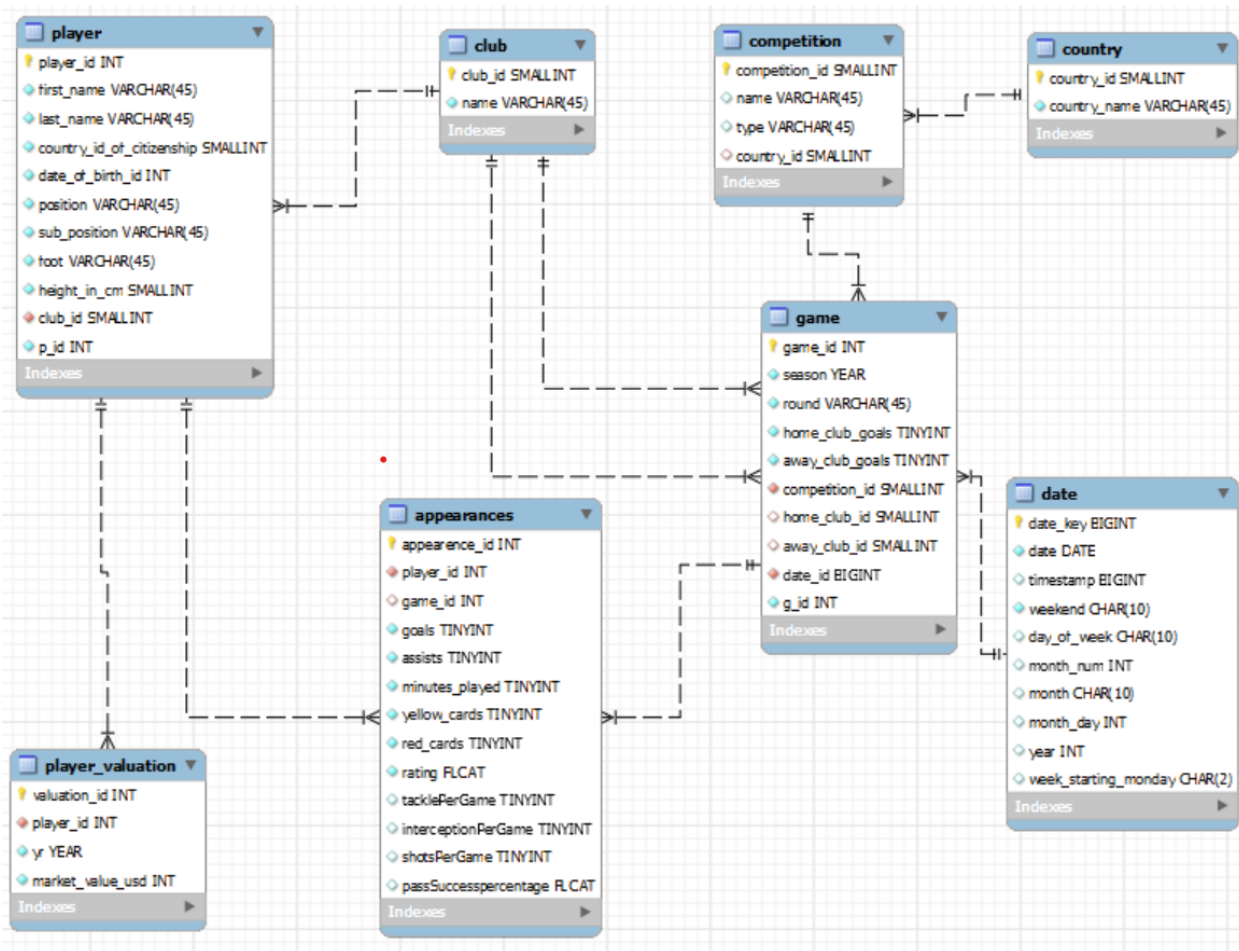 player
player_id INT
first_name VARCHAR(45)
last_name VARCHAR(45)
country_id_of_citizenship SMALLINT
date_of_birth_id INT
position VARCHAR(45)
sub_position VARCHAR(45)
foot VARCHAR(45)
height_in_cm SMALLINT
club_id SMALLINT
p_id INT
Indexes
club
club_id SMALLINT
name VARCHAR(45)
Indexes
competition
competition_id SMALLINT
name VARCHAR(45)
type VARCHAR(45)
country_id SMALLINT
Indexes
country
country_id SMALLINT
country_name VARCHAR(45)
Indexes
game
game_id INT
season YEAR
round VARCHAR(45)
home_club_goals TINYINT
away_club_goals TINYINT
competition_id SMALLINT
home_club_id SMALLINT
away_club_id SMALLINT
date_id BIGINT
g_id INT
Indexes
date
date_key BIGINT
date DATE
timestamp BIGINT
weekend CHAR(10)
day_of_week CHAR(10)
month_num INT
month CHAR(10)
month_day INT
year INT
week_starting_monday CHAR(2)
Indexes
appearances
appearence_id INT
player_id INT
game_id INT
goals TINYINT
assists TINYINT
minutes_played TINYINT
yellow_cards TINYINT
red_cards TINYINT
rating FLOAT
tacklePerGame TINYINT
interceptionPerGame TINYINT
shotsPerGame TINYINT
passSuccesspercentage FLOAT
Indexes
player_valuation
valuation_id INT
player_id INT
yr YEAR
market_value_usd INT
Indexes